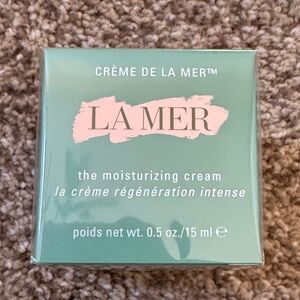 CRÈME DE LA MER™
LA MER
the moisturizing cream
la crème régénération intense
poids net wt. 0.5 oz./15 ml ℮